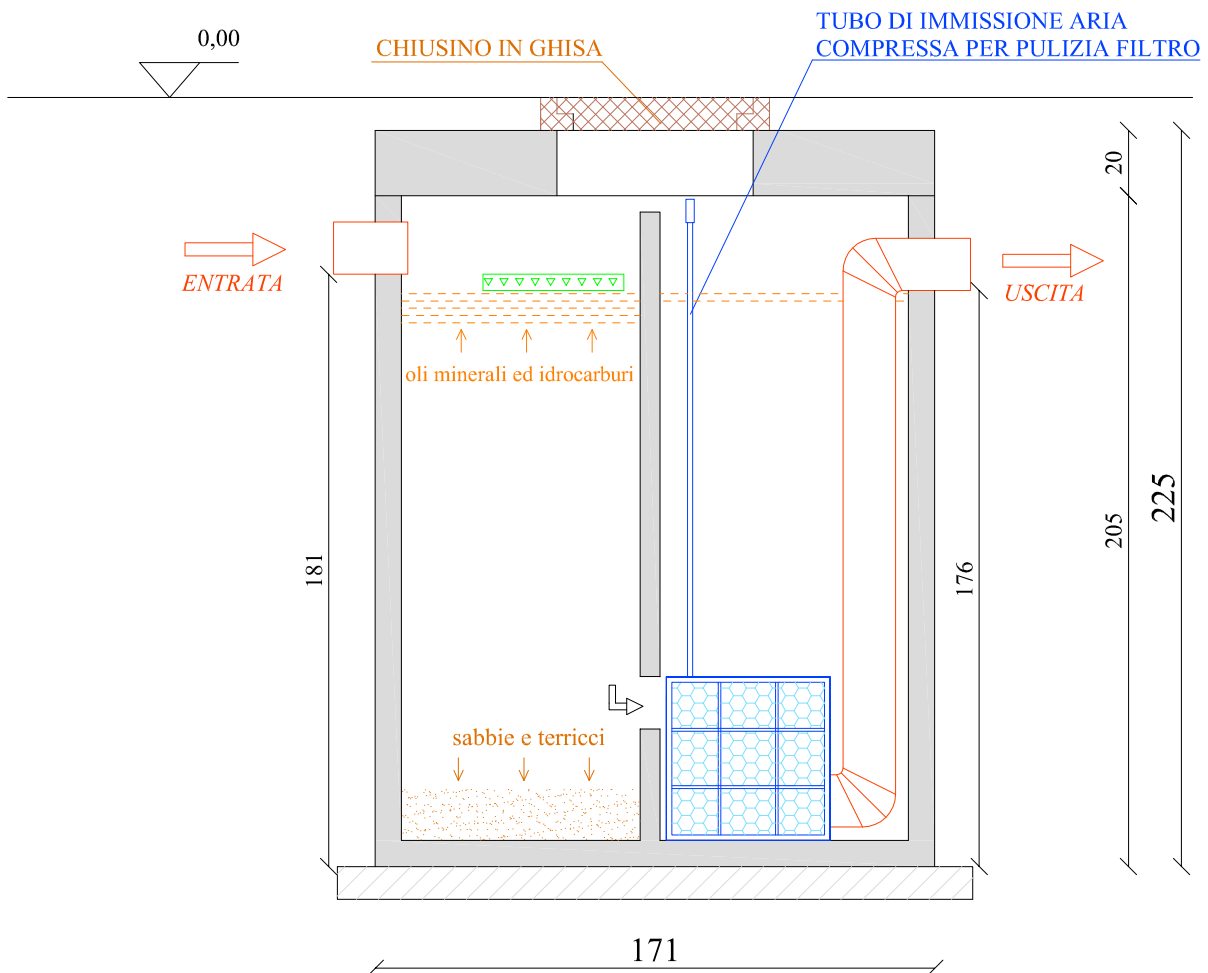 0,00
CHIUSINO IN GHISA
TUBO DI IMMISSIONE ARIA
COMPRESSA PER PULIZIA FILTRO
20
ENTRATA
USCITA
oli minerali ed idrocarburi
225
205
181
176
sabbie e terricci
171